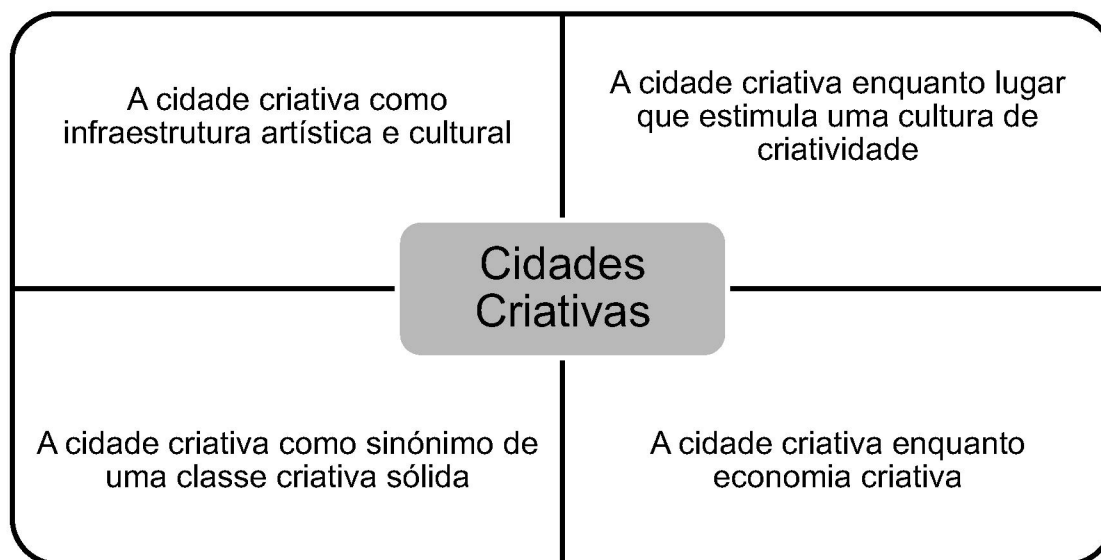 A cidade criativa como
infraestrutura artística e cultural
A cidade criativa enquanto lugar
que estimula uma cultura de
criatividade
Cidades
Criativas
A cidade criativa como sinónimo de
uma classe criativa sólida
A cidade criativa enquanto
economia criativa